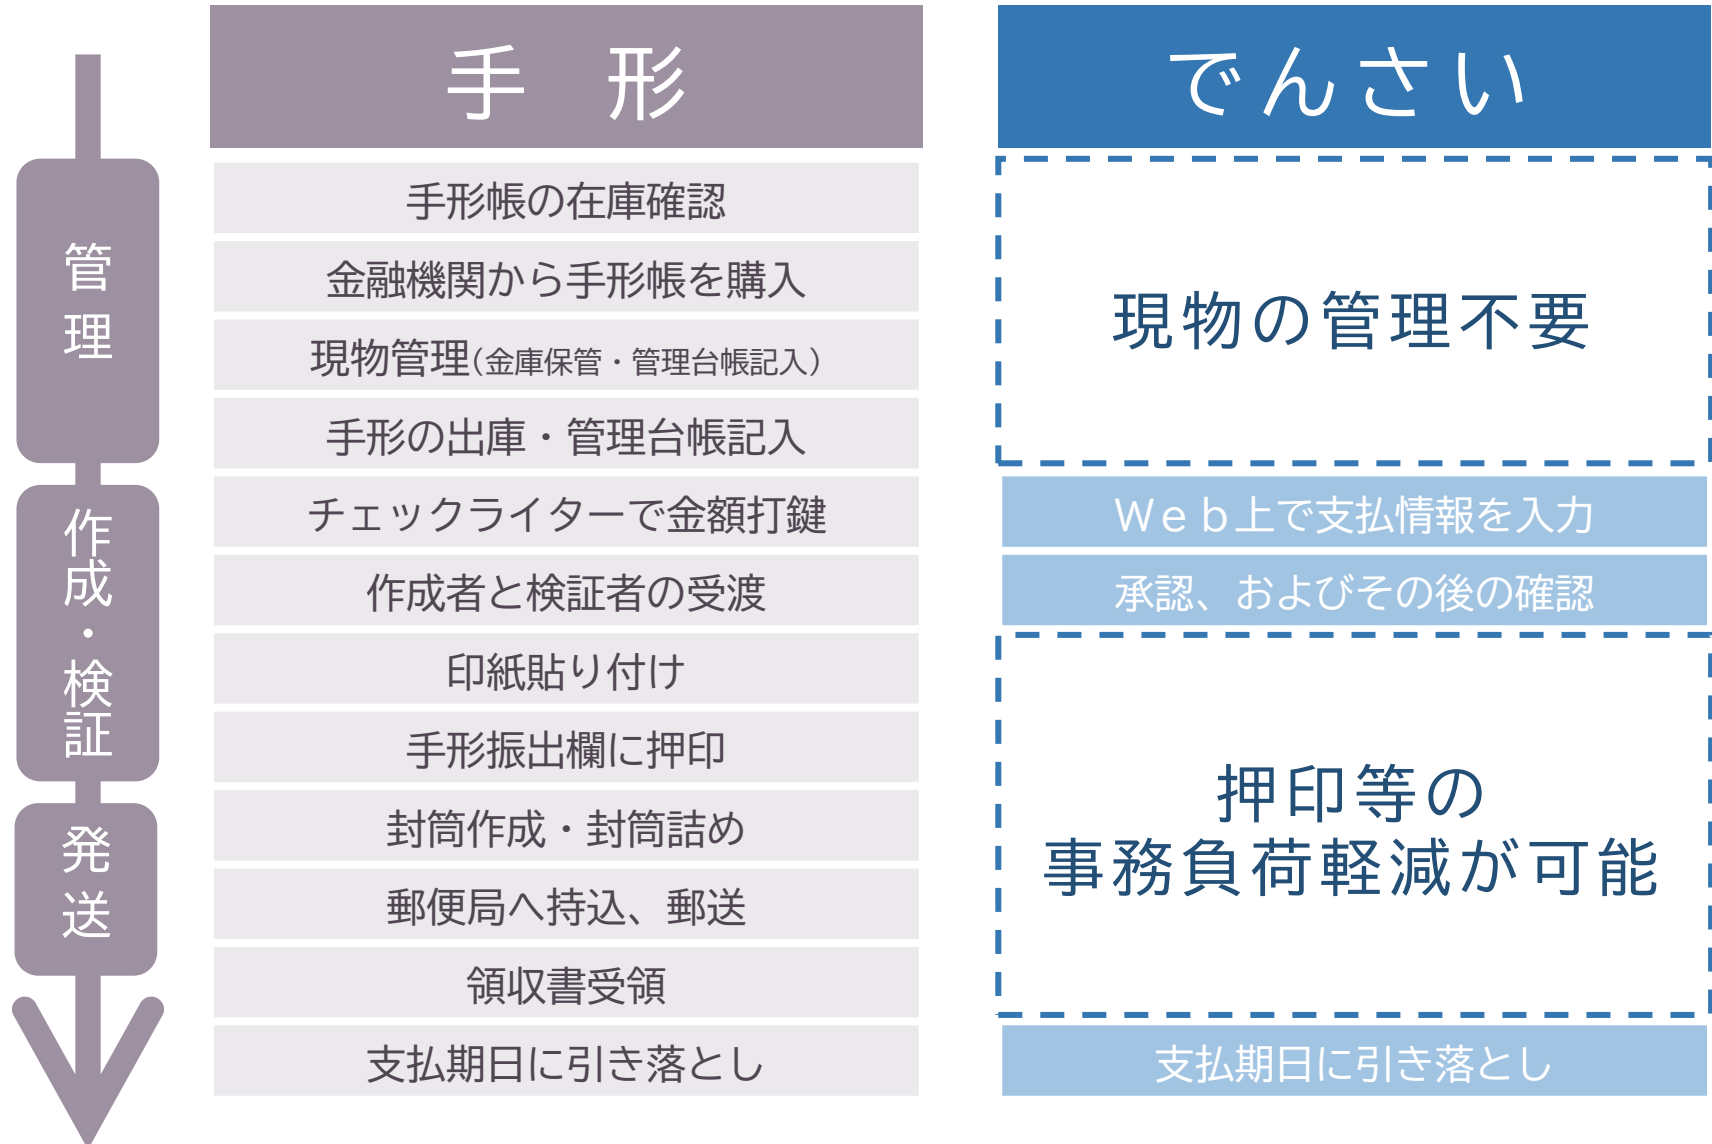 手 形
でんさい
管理
作成・検証
発送
手形帳の在庫確認
金融機関から手形帳を購入
現物管理(金庫保管・管理台帳記入)
手形の出庫・管理台帳記入
チェックライターで金額打鍵
作成者と検証者の受渡
印紙貼り付け
手形振出欄に押印
封筒作成・封筒詰め
郵便局へ持込、郵送
領収書受領
支払期日に引き落とし
現物の管理不要
Ｗｅｂ上で支払情報を入力
承認、およびその後の確認
押印等の
事務負荷軽減が可能
支払期日に引き落とし